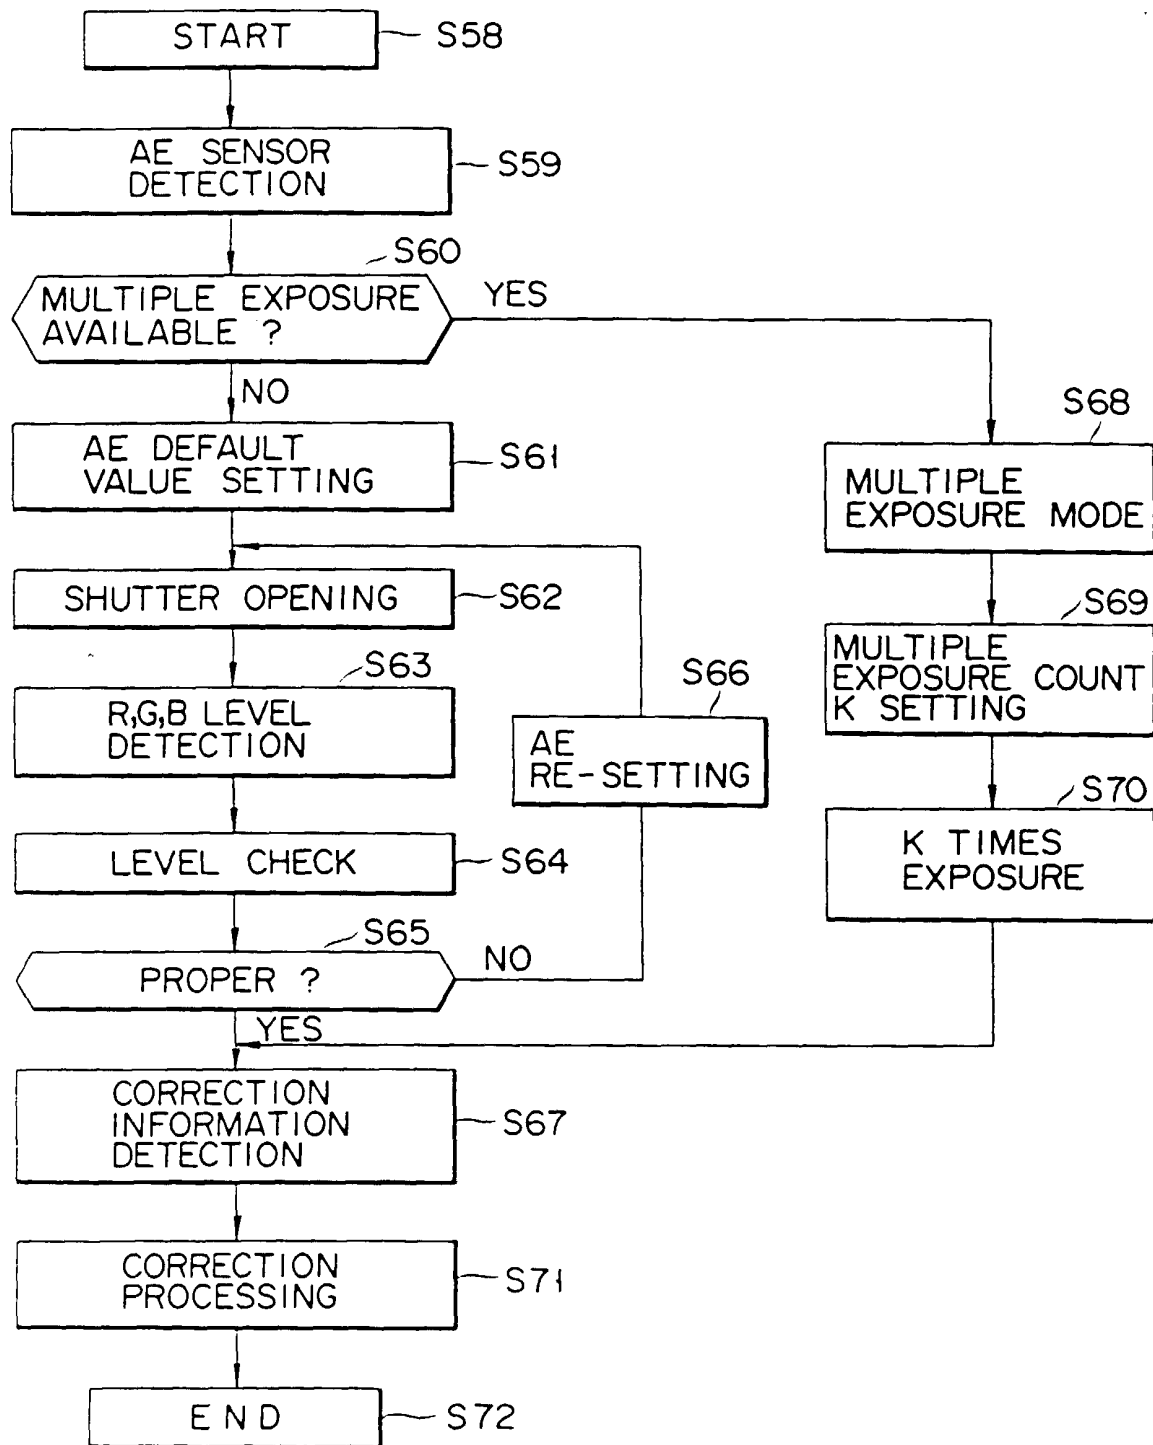 START
S58
AE SENSOR
DETECTION
S59
S60
MULTIPLE EXPOSURE
AVAILABLE ?
YES
NO
AE DEFAULT
VALUE SETTING
S61
S68
MULTIPLE
EXPOSURE MODE
SHUTTER OPENING
S62
S69
MULTIPLE
EXPOSURE COUNT
K SETTING
S63
R,G,B LEVEL
DETECTION
S66
AE
RE-SETTING
S70
K TIMES
EXPOSURE
LEVEL CHECK
S64
S65
PROPER ?
NO
YES
CORRECTION
INFORMATION
DETECTION
S67
CORRECTION
PROCESSING
S71
END
S72